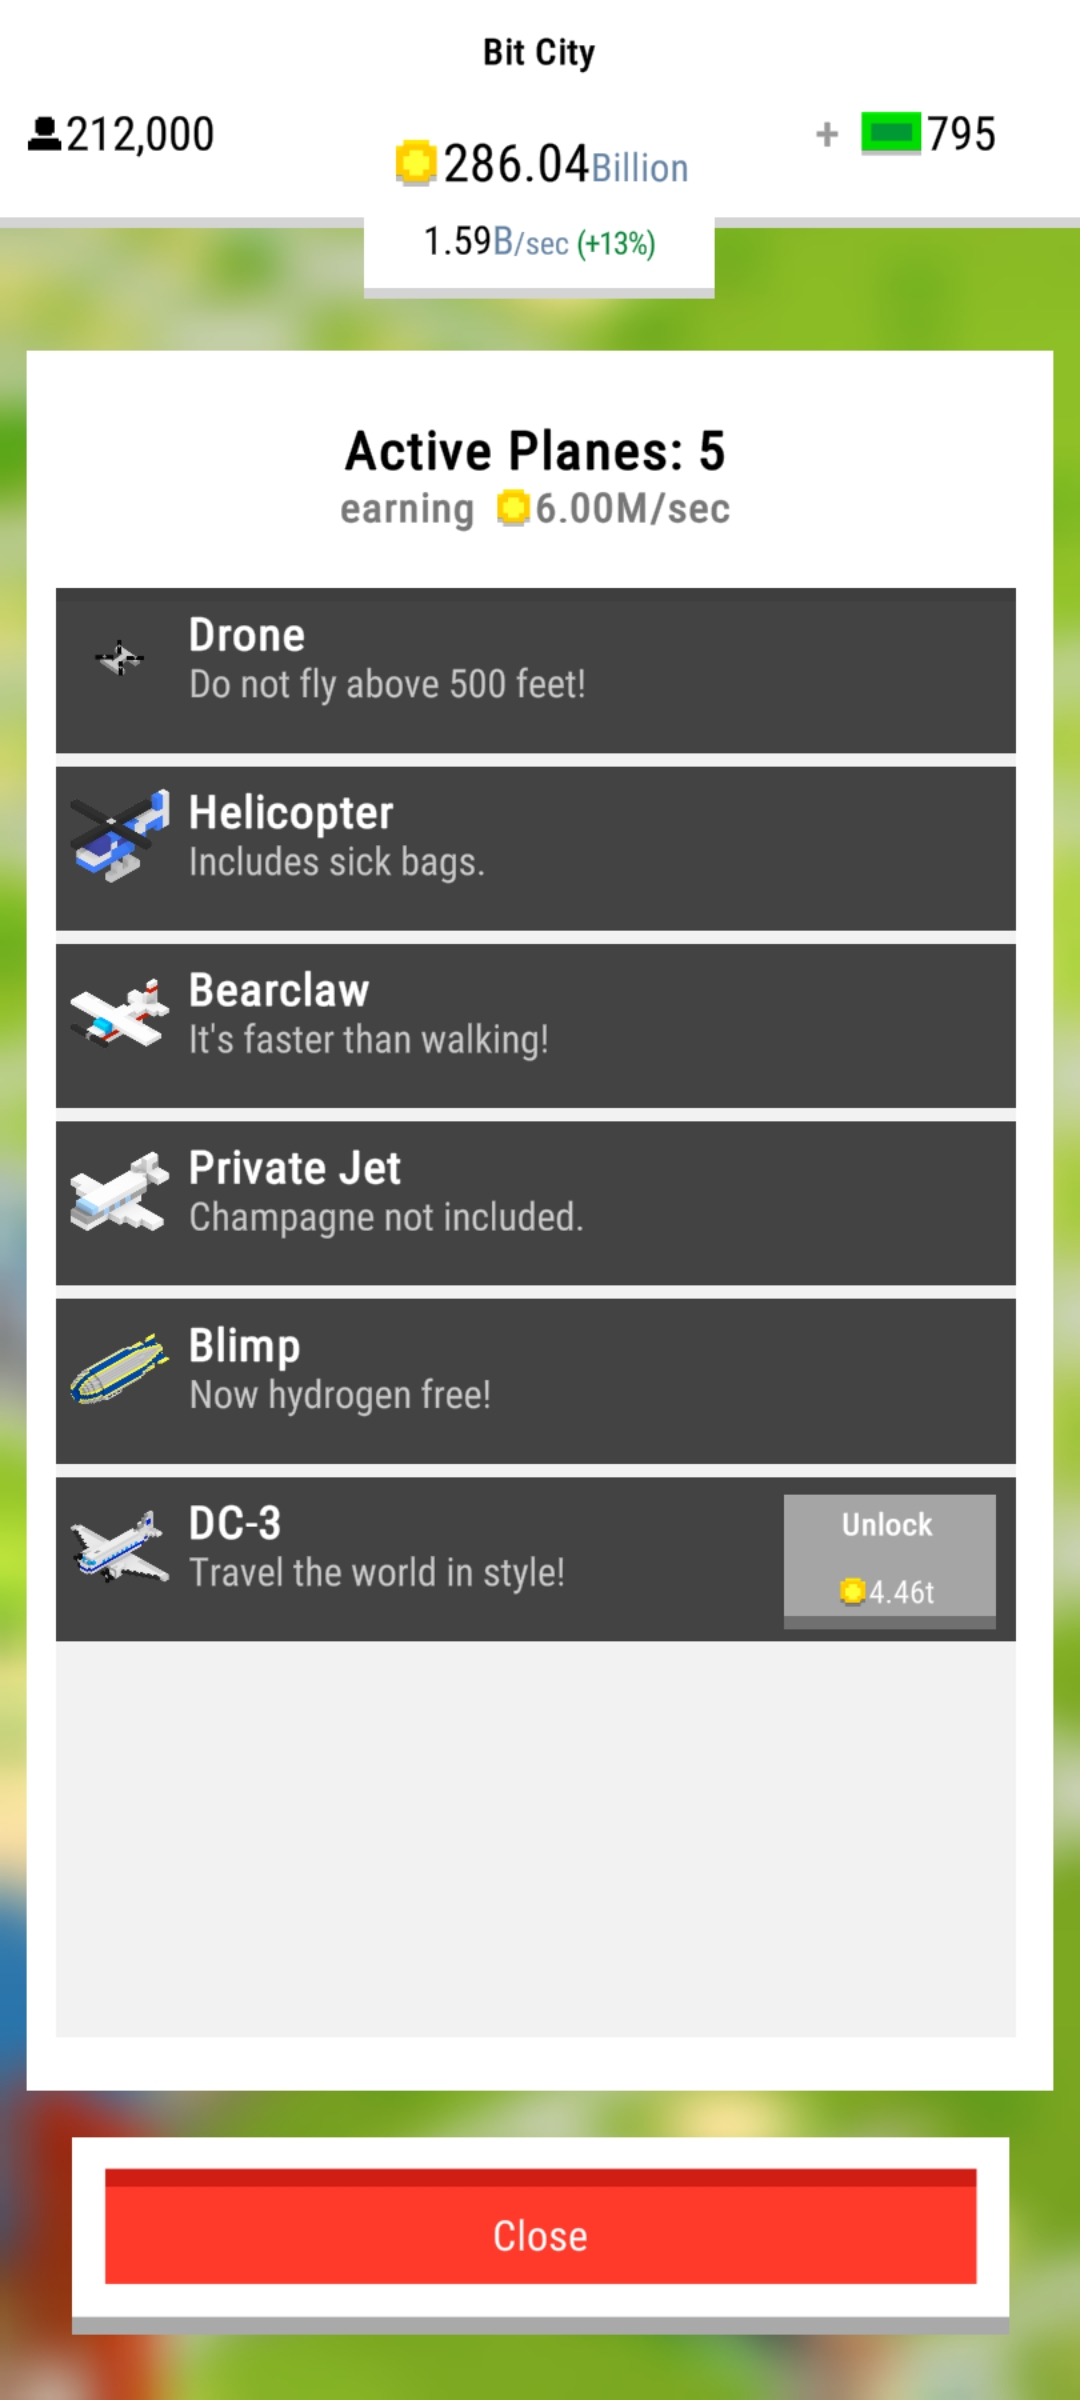 Bit City
212,000
286.04Billion
+ 795
1.59B/sec (+13%)
Active Planes: 5
earning 6.00M/sec
Drone
Do not fly above 500 feet!
Helicopter
Includes sick bags.
Bearclaw
It's faster than walking!
Private Jet
Champagne not included.
Blimp
Now hydrogen free!
DC-3
Travel the world in style!
Unlock
4.46t
Close